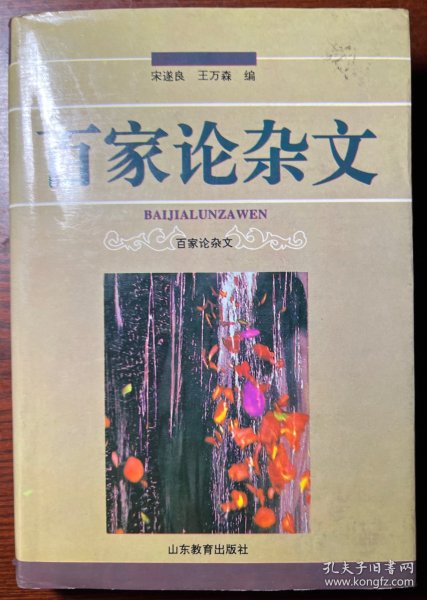 宋遂良 王万森 编
百家论杂文
BAIJIALUNZAWEN
百家论杂文
山东教育出版社
孔夫子旧书网
www.kongfz.com